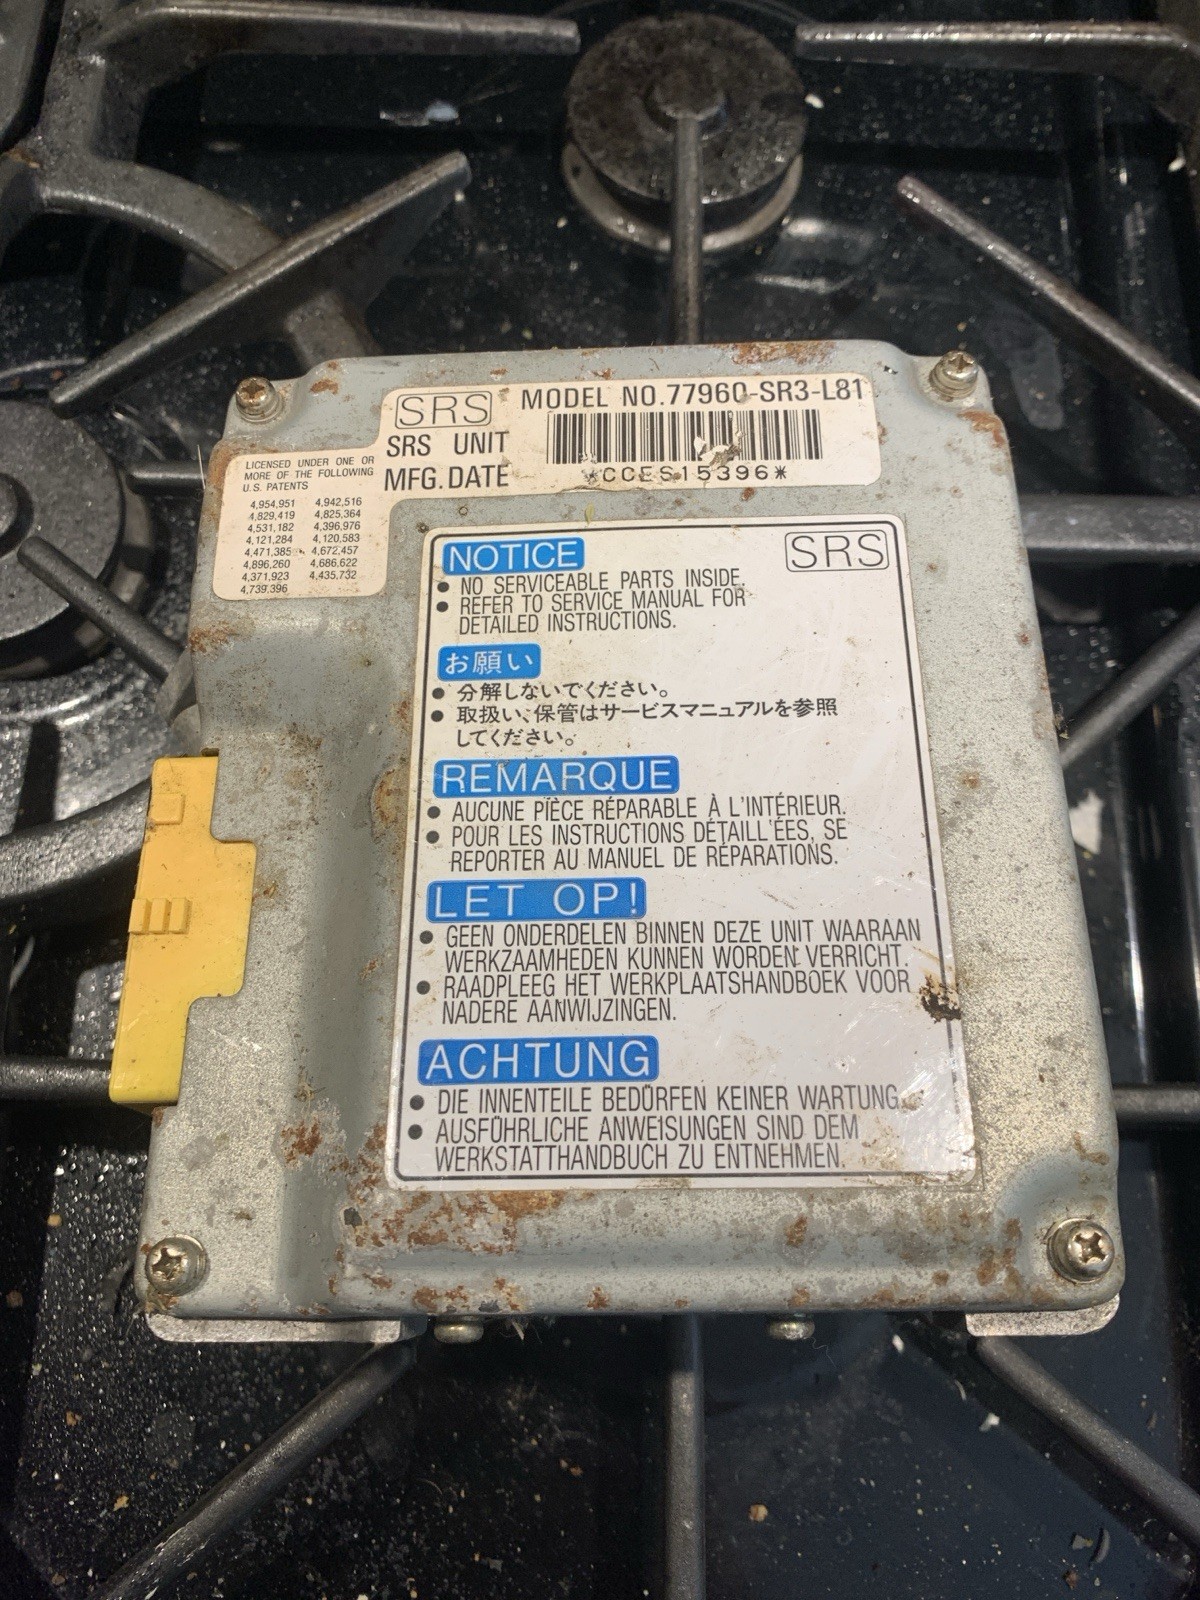 SRS
MODEL NO.77960-SR3-L81
SRS UNIT
MFG.DATE
*CCES15396*
LICENSED UNDER ONE OR
MORE OF THE FOLLOWING
U.S. PATENTS
4,954,951 4,942,516
4,829,419 4,825,364
4,531,182 4,396,976
4,121,284 4,120,583
4,471,385 4,672,457
4,896,260 4,686,622
4,371,923 4,435,732
4,739,396
NOTICE
SRS
● NO SERVICEABLE PARTS INSIDE.
● REFER TO SERVICE MANUAL FOR
DETAILED INSTRUCTIONS.
お願い
● 分解しないでください。
● 取扱い、保管はサービスマニュアルを参照
してください。
REMARQUE
● AUCUNE PIÈCE RÉPARABLE À L'INTÉRIEUR.
● POUR LES INSTRUCTIONS DÉTAILL'ÉES, SE
REPORTER AU MANUEL DE RÉPARATIONS.
LET OP!
● GEEN ONDERDELEN BINNEN DEZE UNIT WAARAAN
WERKZAAMHEDEN KUNNEN WORDEN VERRICHT.
● RAADPLEEG HET WERKPLAATSHANDBOEK VOOR
NADERE AANWIJZINGEN.
ACHTUNG
● DIE INNENTEILE BEDÜRFEN KEINER WARTUNG.
● AUSFÜHRLICHE ANWEISUNGEN SIND DEM
WERKSTATTHANDBUCH ZU ENTNEHMEN.